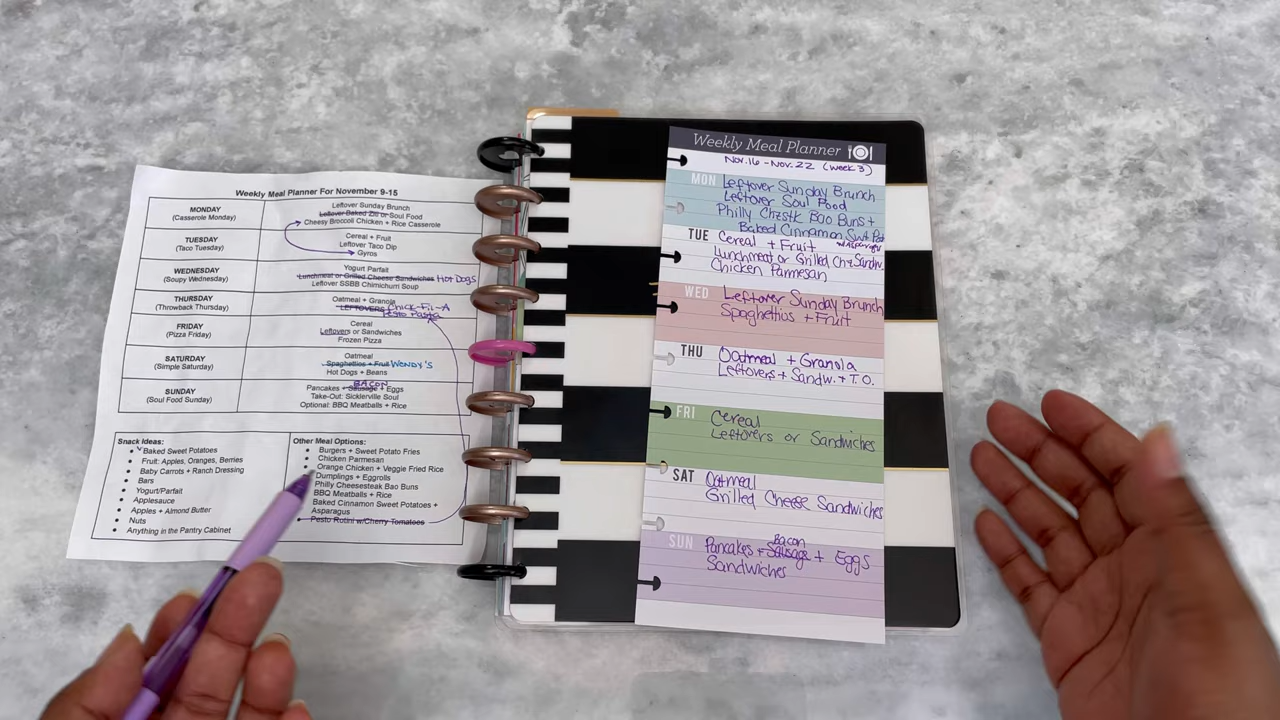 Weekly Meal Planner For November 9-15
MONDAY
(Casserole Monday)
Leftover Sunday Brunch
Leftover Baked Ziti or Soul Food
Cheesy Broccoli Chicken + Rice Casserole
TUESDAY
(Taco Tuesday)
Cereal + Fruit
Leftover Taco Dip
Gyros
WEDNESDAY
(Soupy Wednesday)
Yogurt Parfait
Lunchmeat or Grilled Cheese Sandwiches Hot Dogs
Leftover SSBB Chimichurri Soup
THURSDAY
(Throwback Thursday)
Oatmeal + Granola
LEFTOVERS Chick-Fil-A
Pesto Pasta
FRIDAY
(Pizza Friday)
Cereal
Leftovers or Sandwiches
Frozen Pizza
SATURDAY
(Simple Saturday)
Oatmeal
Spaghettios + Fruit WENDY'S
Hot Dogs + Beans
SUNDAY
(Soul Food Sunday)
BACON
Pancakes + Sausage + Eggs
Take-Out: Sicklerville Soul
Optional: BBQ Meatballs + Rice
Snack Ideas:
Baked Sweet Potatoes
Fruit: Apples, Oranges, Berries
Baby Carrots + Ranch Dressing
Bars
Yogurt/Parfait
Applesauce
Apples + Almond Butter
Nuts
Anything in the Pantry Cabinet
Other Meal Options:
Burgers + Sweet Potato Fries
Chicken Parmesan
Orange Chicken + Veggie Fried Rice
Dumplings + Eggrolls
Philly Cheesesteak Bao Buns
BBQ Meatballs + Rice
Baked Cinnamon Sweet Potatoes +
Asparagus
Pesto Rotini w/Cherry Tomatoes
Weekly Meal Planner
Nov. 16 - Nov. 22 (week 3)
MON Leftover Sunday Brunch
Leftover Soul Food
Philly Chzstk Bao Buns +
Baked Cinnamon Swt Pot
TUE Cereal + Fruit
Lunchmeat or Grilled Chz Sandw.
Chicken Parmesan
WED Leftover Sunday Brunch
Spaghettios + Fruit
THU Oatmeal + Granola
Leftovers + Sandw. + T.O.
FRI Cereal
Leftovers or Sandwiches
SAT Oatmeal
Grilled Cheese Sandwiches
Bacon
SUN Pancakes + Sausage + Eggs
Sandwiches